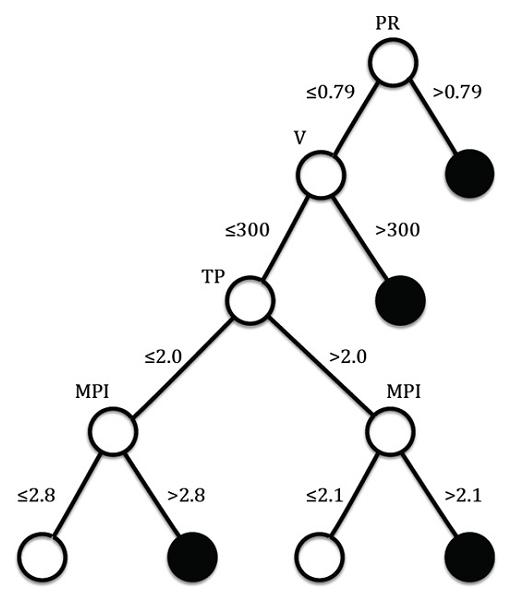 PR
≤0.79
>0.79
V
≤300
>300
TP
≤2.0
>2.0
MPI
MPI
≤2.8
>2.8
≤2.1
>2.1